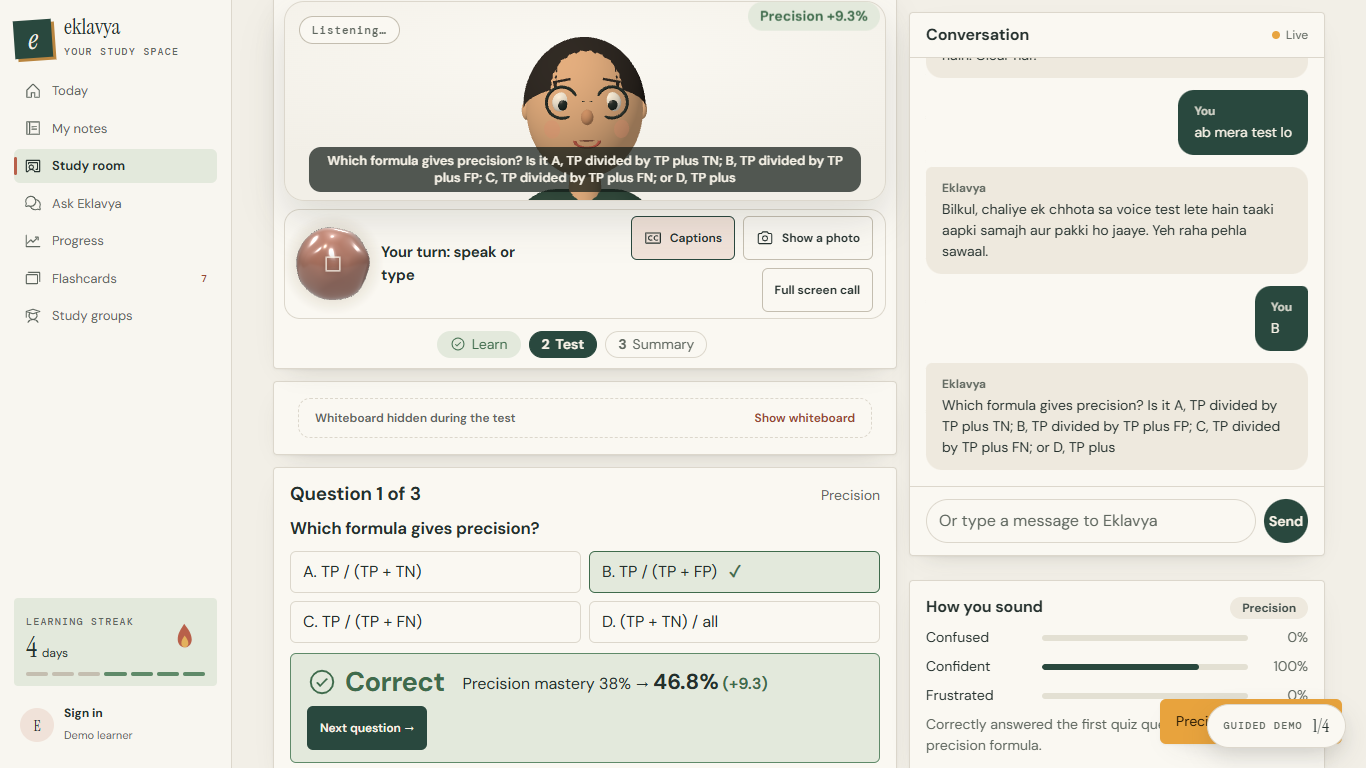 e
eklavya
YOUR STUDY SPACE
Today
My notes
Study room
Ask Eklavya
Progress
Flashcards 7
Study groups
LEARNING STREAK
4 days
E
Sign in
Demo learner
Listening…
Precision +9.3%
Which formula gives precision? Is it A, TP divided by TP plus TN; B, TP divided by TP
plus FP; C, TP divided by TP plus FN; or D, TP plus
Your turn: speak or
type
CC Captions
Show a photo
Full screen call
Learn
2 Test
3 Summary
Whiteboard hidden during the test
Show whiteboard
Question 1 of 3
Precision
Which formula gives precision?
A. TP / (TP + TN)
B. TP / (TP + FP) ✓
C. TP / (TP + FN)
D. (TP + TN) / all
Correct
Precision mastery 38% → 46.8% (+9.3)
Next question →
Conversation
Live
You
ab mera test lo
Eklavya
Bilkul, chaliye ek chhota sa voice test lete hain taaki
aapki samajh aur pakki ho jaaye. Yeh raha pehla
sawaal.
You
B
Eklavya
Which formula gives precision? Is it A, TP divided by
TP plus TN; B, TP divided by TP plus FP; C, TP divided
by TP plus FN; or D, TP plus
Or type a message to Eklavya
Send
How you sound
Precision
Confused 0%
Confident 100%
Frustrated 0%
Correctly answered the first quiz
precision formula.
GUIDED DEMO 1/4